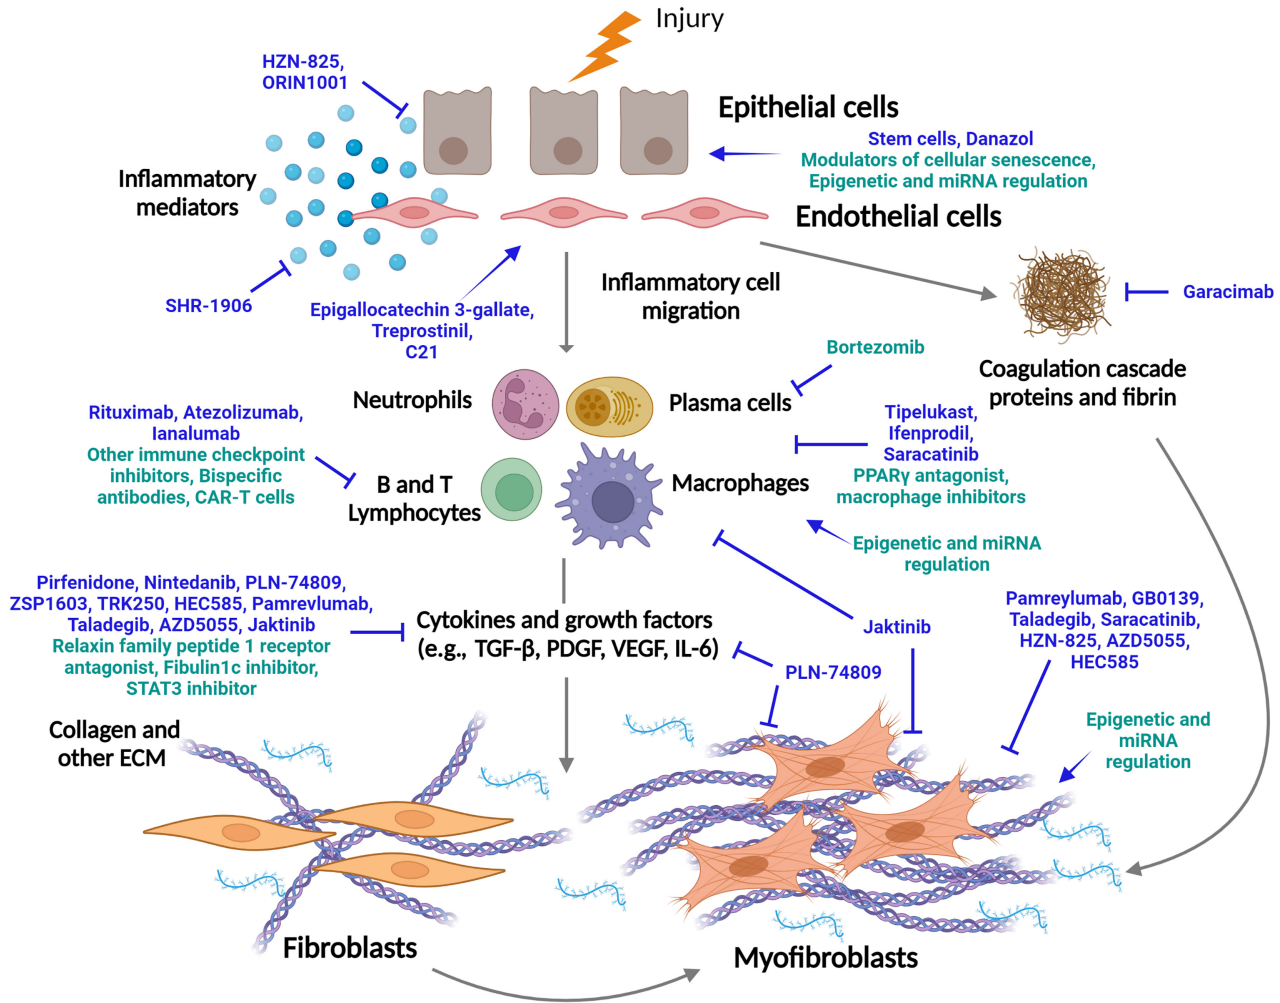 Injury
HZN-825,
ORIN1001
Epithelial cells
Stem cells, Danazol
Modulators of cellular senescence,
Epigenetic and miRNA regulation
Inflammatory
mediators
Endothelial cells
SHR-1906
Epigallocatechin 3-gallate,
Treprostinil,
C21
Inflammatory cell
migration
Garacimab
Coagulation cascade
proteins and fibrin
Bortezomib
Neutrophils
Plasma cells
Rituximab, Atezolizumab,
Ianalumab
Other immune checkpoint
inhibitors, Bispecific
antibodies, CAR-T cells
Tipelukast,
Ifenprodil,
Saracatinib
PPARγ antagonist,
macrophage inhibitors
B and T
Lymphocytes
Macrophages
Epigenetic and miRNA
regulation
Pirfenidone, Nintedanib, PLN-74809,
ZSP1603, TRK250, HEC585, Pamrevlumab,
Taladegib, AZD5055, Jaktinib
Relaxin family peptide 1 receptor
antagonist, Fibulin1c inhibitor,
STAT3 inhibitor
Cytokines and growth factors
(e.g., TGF-β, PDGF, VEGF, IL-6)
Jaktinib
PLN-74809
Pamreylumab, GB0139,
Taladegib, Saracatinib,
HZN-825, AZD5055,
HEC585
Epigenetic and
miRNA
regulation
Collagen and
other ECM
Fibroblasts
Myofibroblasts